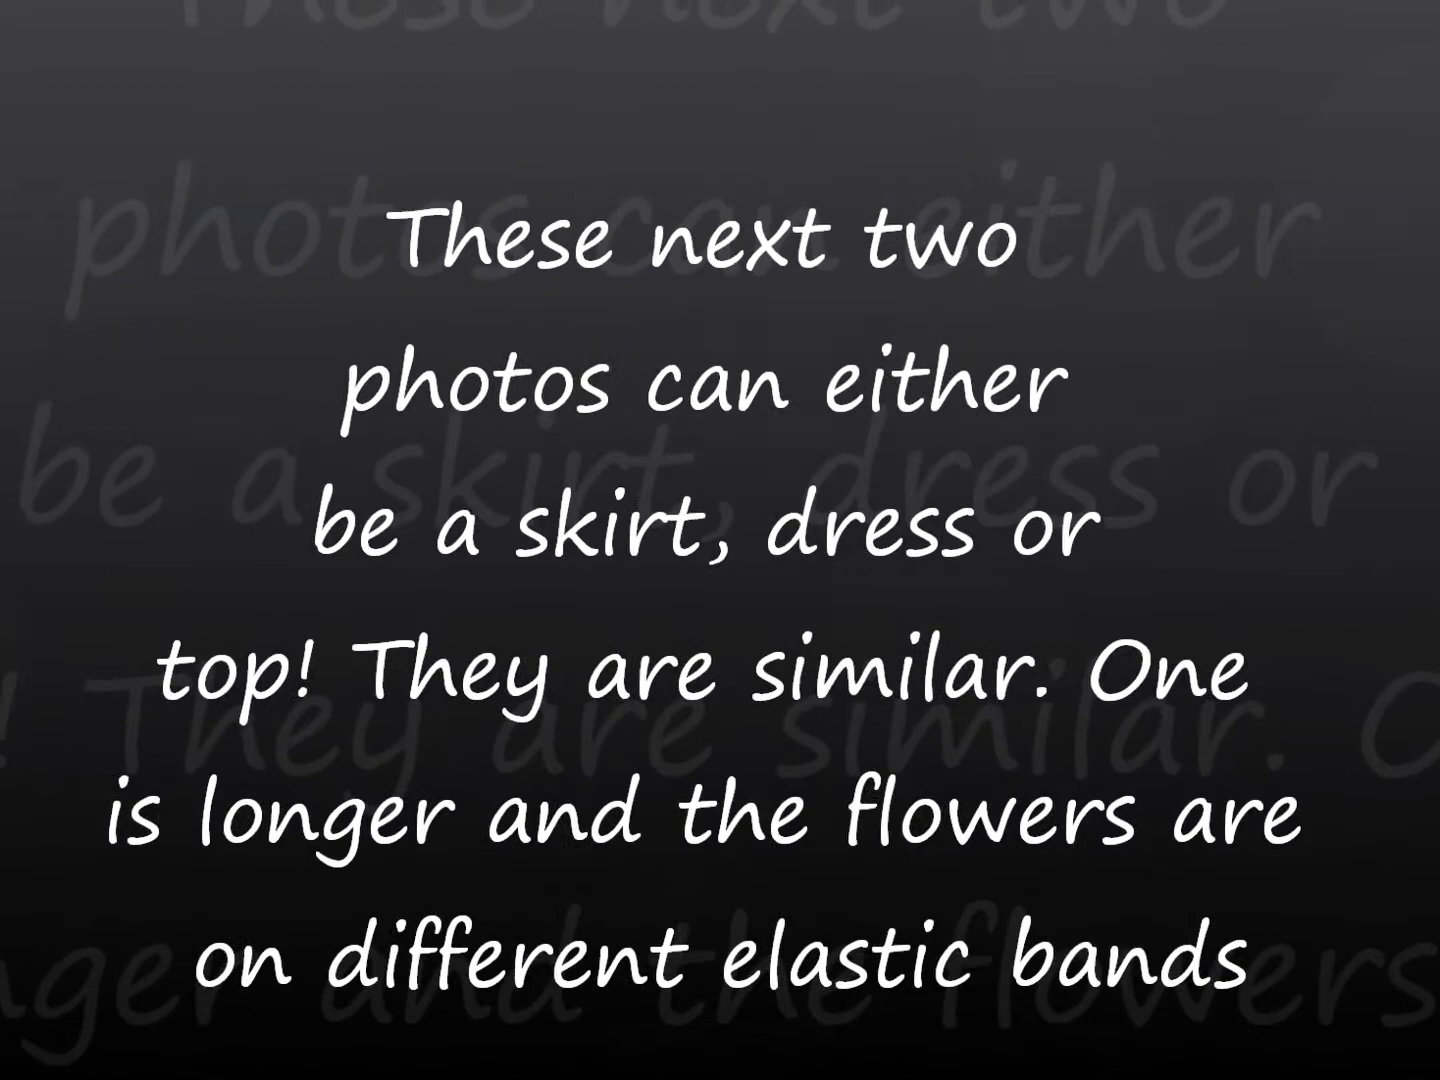 These next two
photos can either
be a skirt, dress or
top! They are similar. One
is longer and the flowers are
on different elastic bands